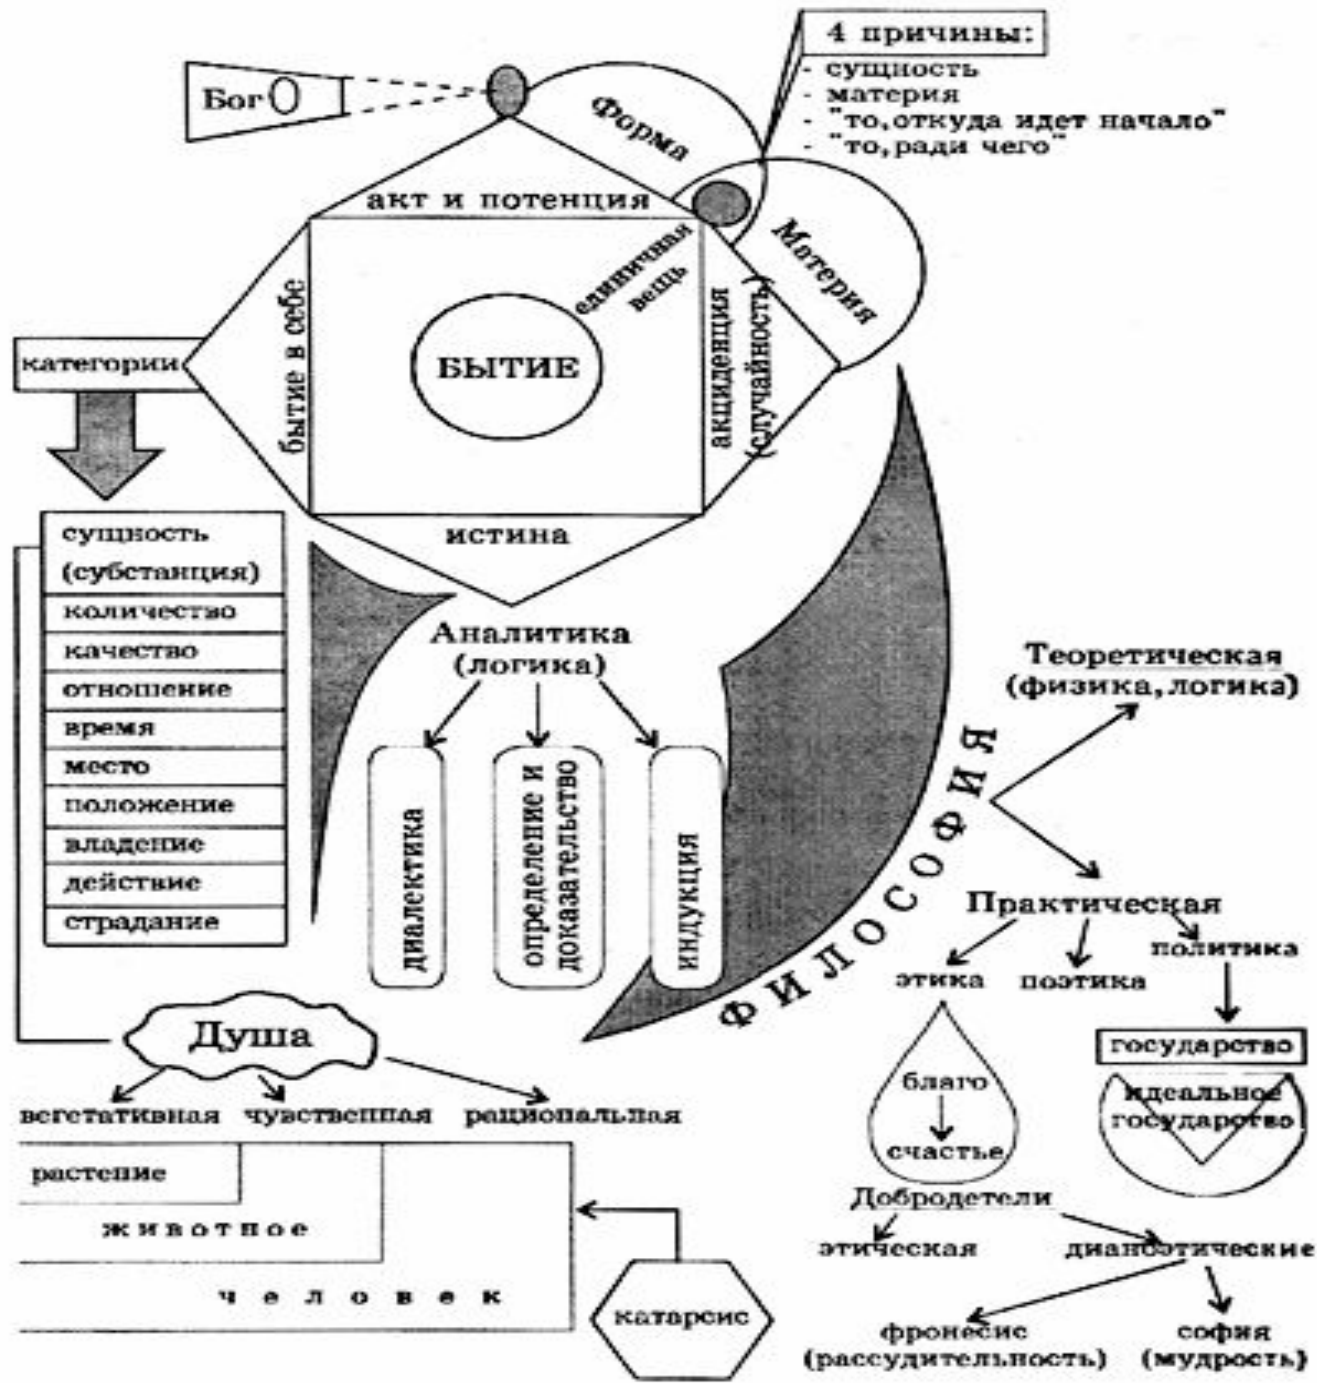 4 причины:
- сущность
- материя
- "то,откуда идет начало"
- "то,ради чего"
Бог
Форма
Материя
акт и потенция
единичная
вещь
бытие в себе
БЫТИЕ
акциденция
(случайность)
истина
категории
сущность
(субстанция)
количество
качество
отношение
время
место
положение
владение
действие
страдание
Аналитика
(логика)
диалектика
определение и
доказательство
индукция
ФИЛОСОФИЯ
Теоретическая
(физика,логика)
Практическая
этика
поэтика
политика
государство
идеальное
государство
благо
счастье
Добродетели
этическая
дианоэтические
фронесис
(рассудительность)
софия
(мудрость)
Душа
вегетативная
чувственная
рациональная
растение
животное
человек
катарсис